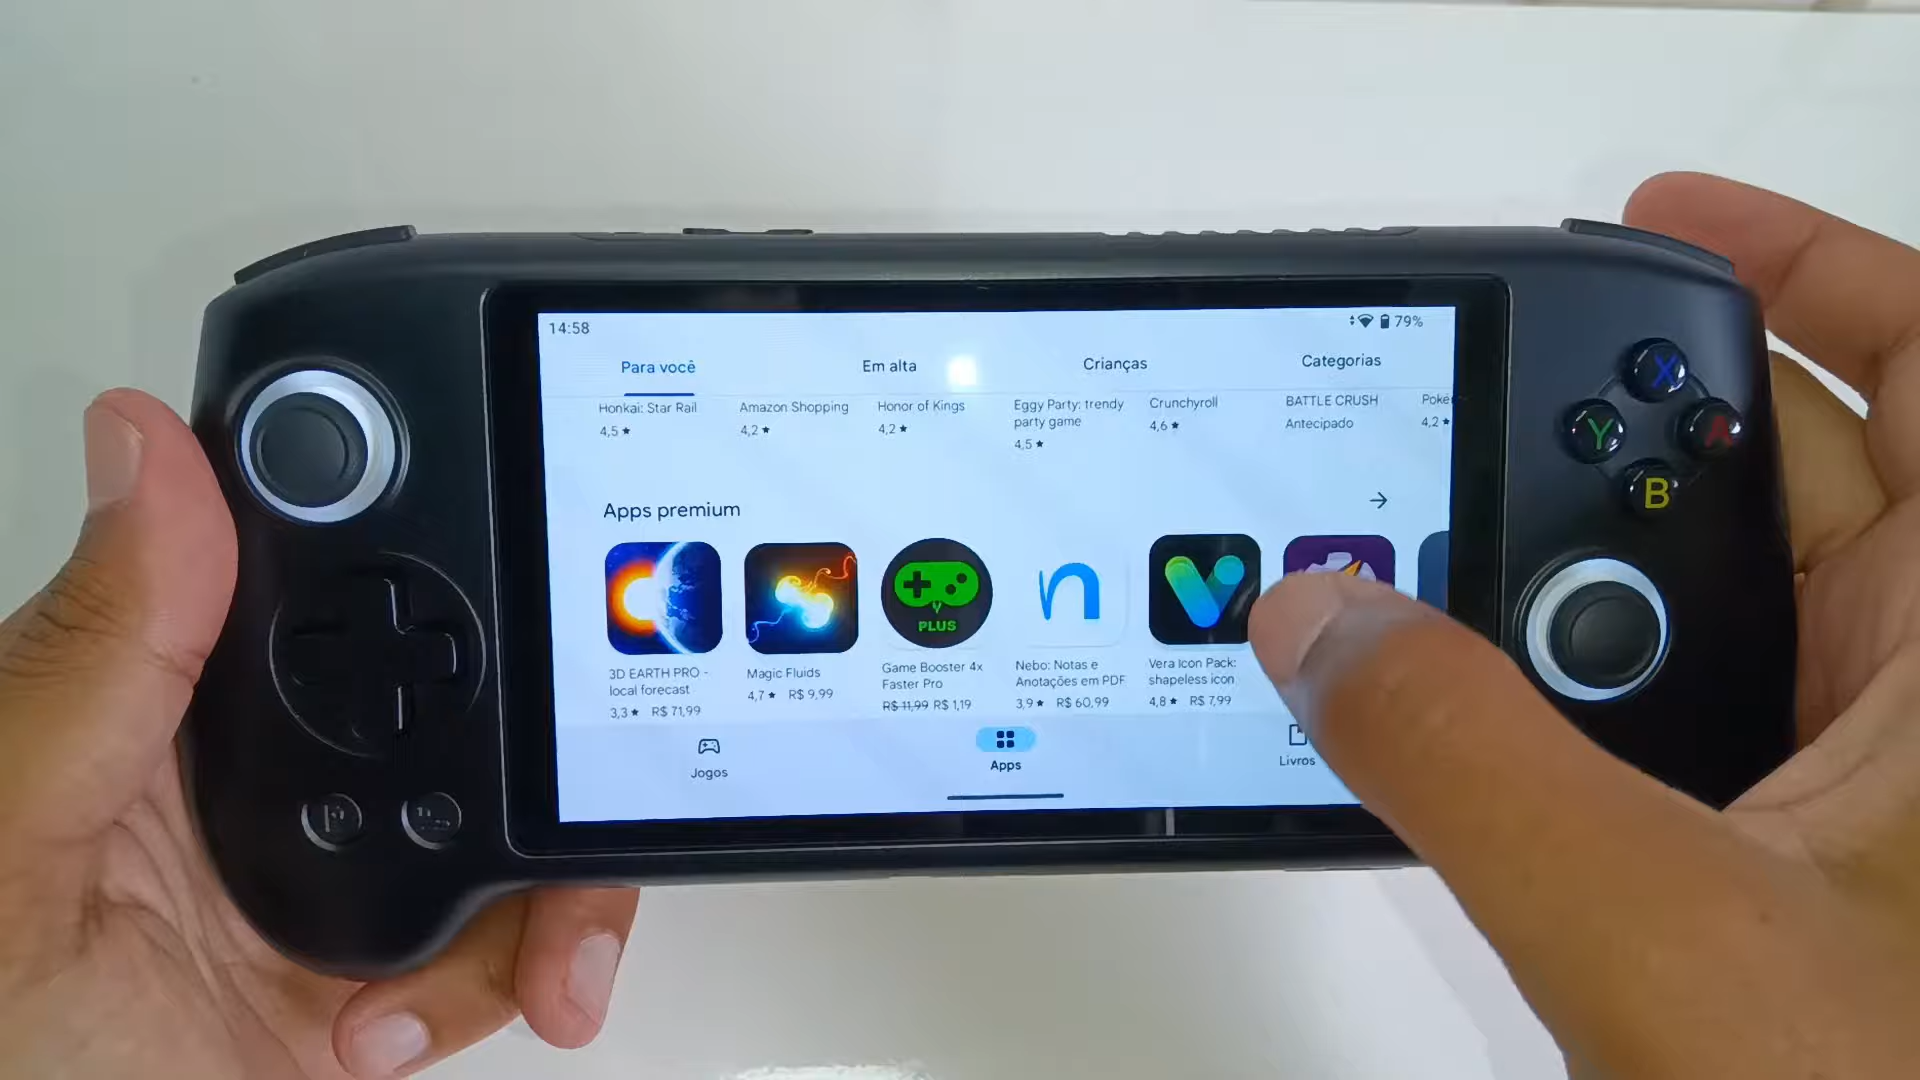 14:58
79%
Para você
Em alta
Crianças
Categorias
Honkai: Star Rail
4,5 ★
Amazon Shopping
4,2 ★
Honor of Kings
4,2 ★
Eggy Party: trendy
party game
4,5 ★
Crunchyroll
4,6 ★
BATTLE CRUSH
Antecipado
Poké
4,2 ★
Apps premium
PLUS
n
3D EARTH PRO -
local forecast
3,3 ★ R$ 71,99
Magic Fluids
4,7 ★ R$ 9,99
Game Booster 4x
Faster Pro
R$ 11,99 R$ 1,19
Nebo: Notas e
Anotações em PDF
3,9 ★ R$ 60,99
Vera Icon Pack:
shapeless icon
4,8 ★ R$ 7,99
Jogos
Apps
Livros
X
Y
A
B